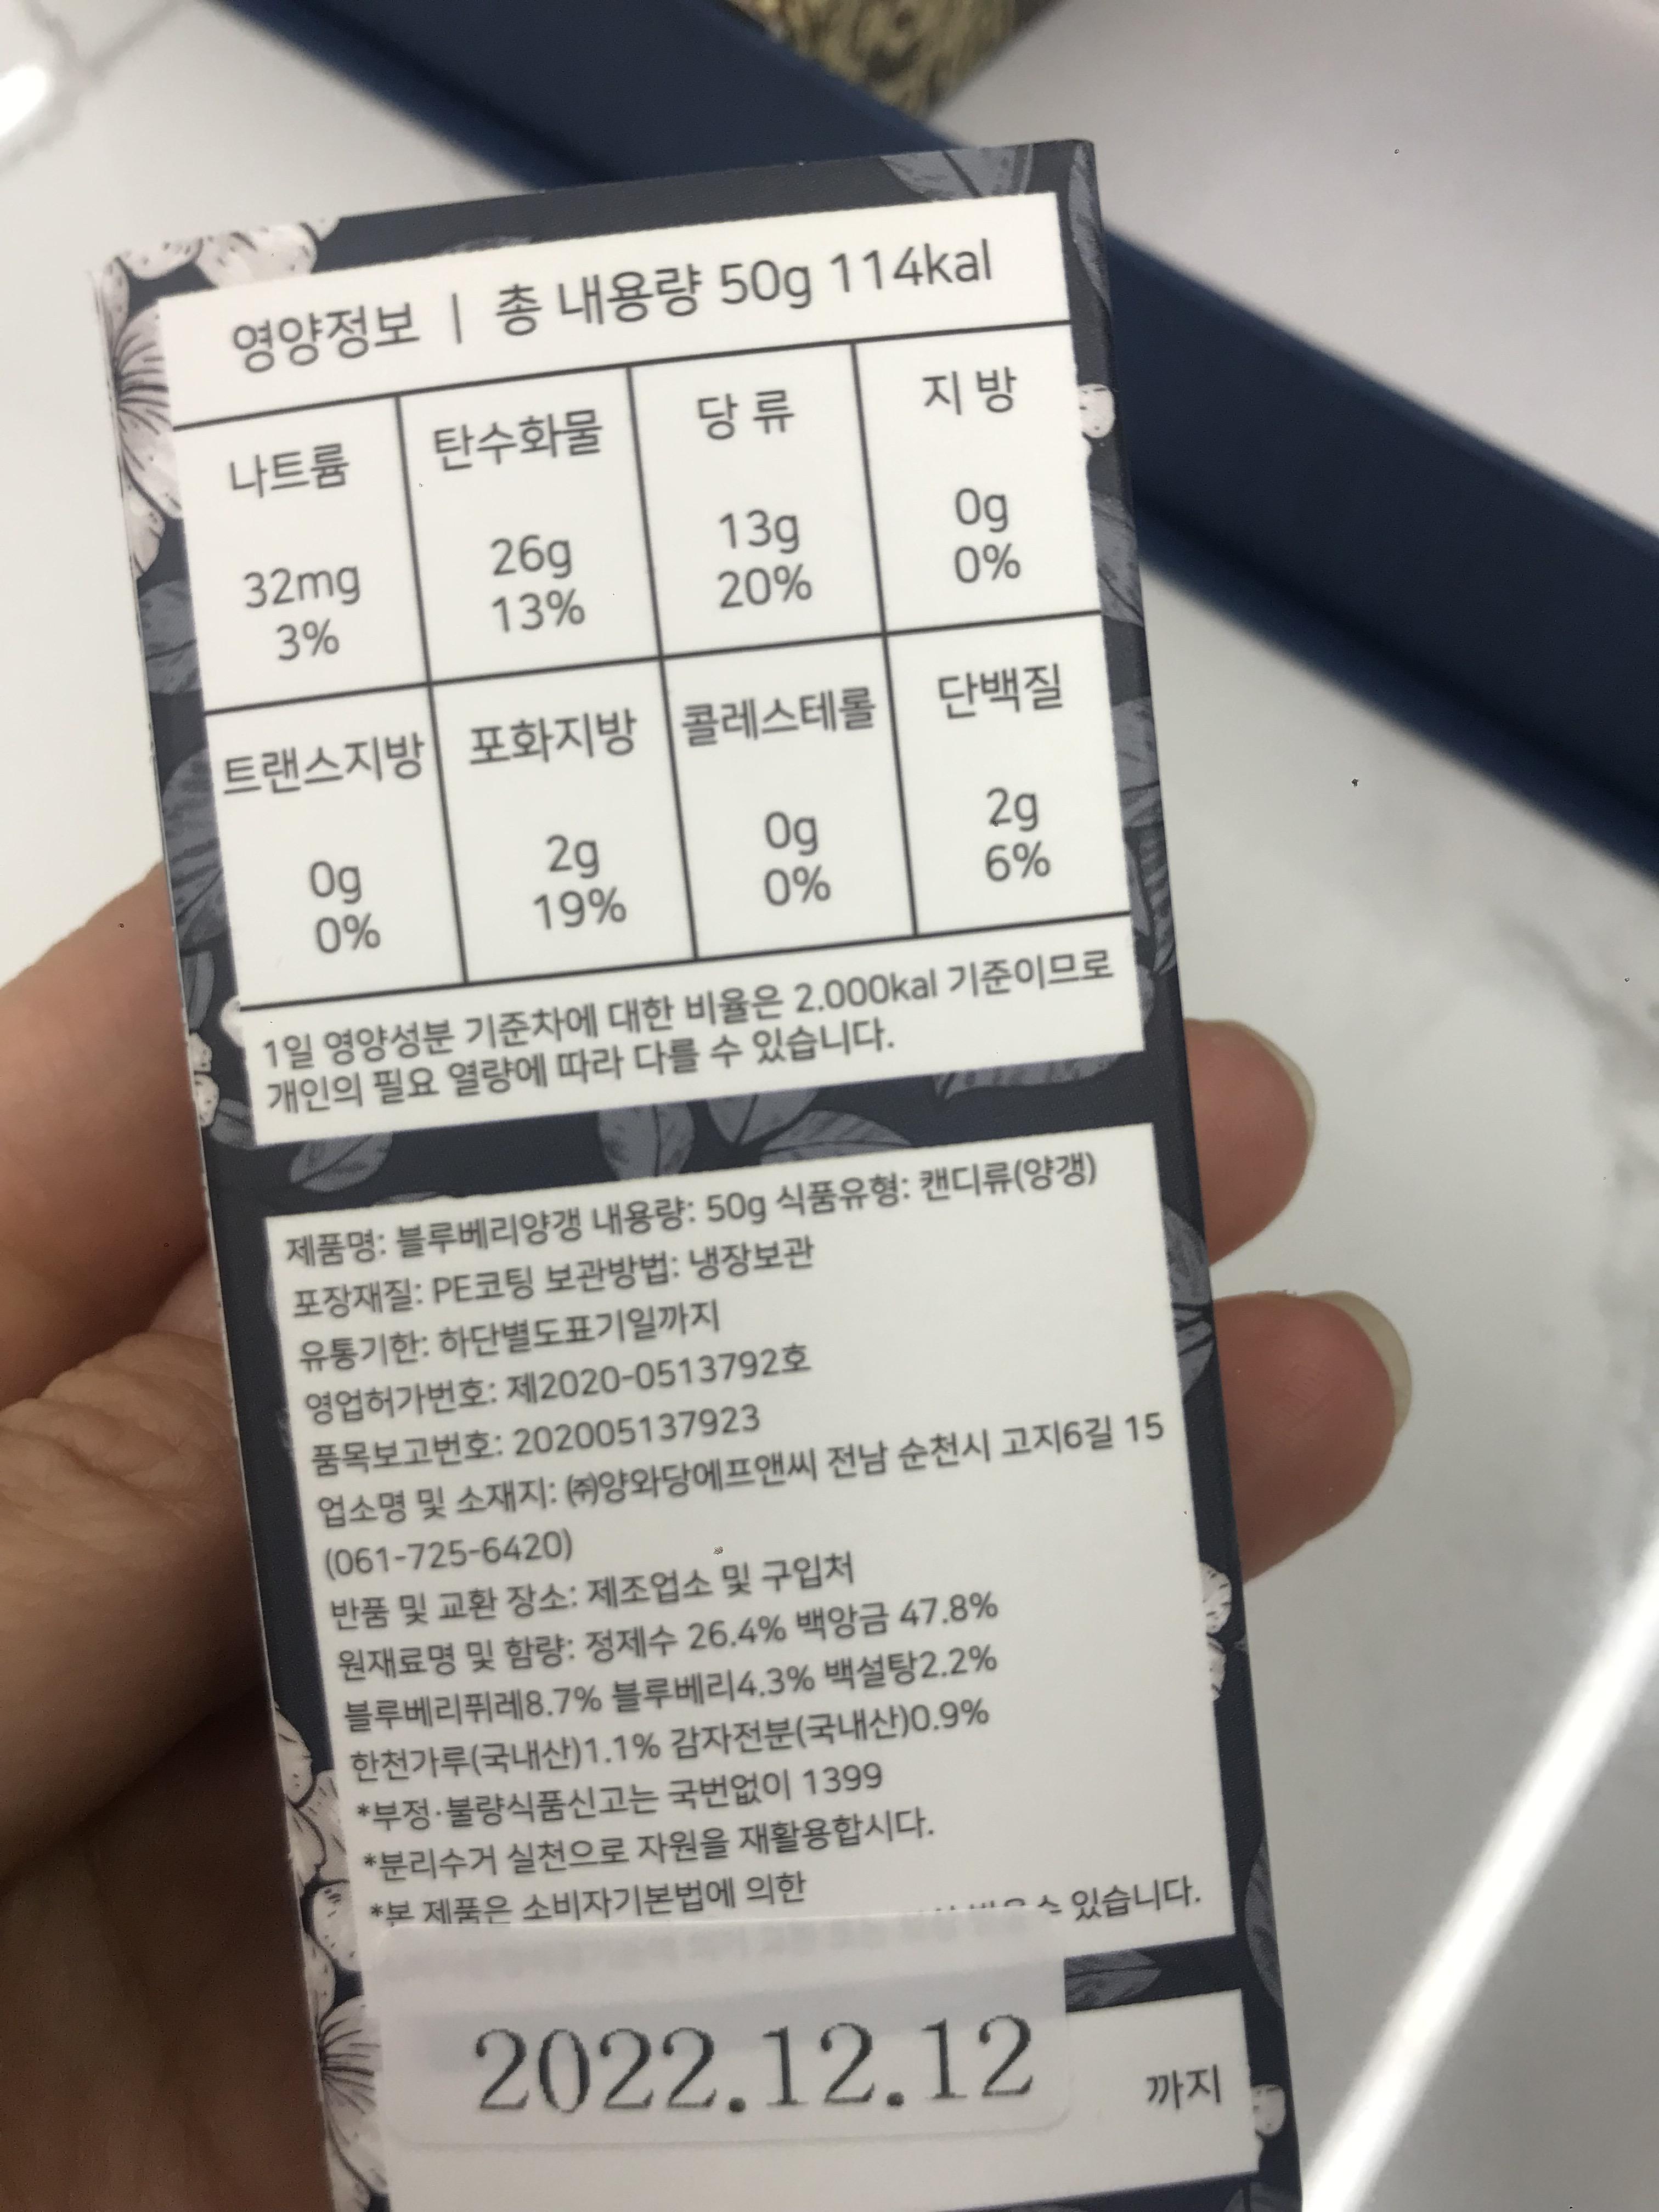 영양정보 | 총 내용량 50g 114kal
나트륨 탄수화물 당 류 지 방
32mg 26g 13g 0g
3% 13% 20% 0%
트랜스지방 포화지방 콜레스테롤 단백질
0g 2g 0g 2g
0% 19% 0% 6%
1일 영양성분 기준차에 대한 비율은 2.000kal 기준이므로
개인의 필요 열량에 따라 다를 수 있습니다.
제품명: 블루베리양갱 내용량: 50g 식품유형: 캔디류(양갱)
포장재질: PE코팅 보관방법: 냉장보관
유통기한: 하단별도표기일까지
영업허가번호: 제2020-0513792호
품목보고번호: 202005137923
업소명 및 소재지: ㈜양와당에프앤씨 전남 순천시 고지6길 15
(061-725-6420)
반품 및 교환 장소: 제조업소 및 구입처
원재료명 및 함량: 정제수 26.4% 백앙금 47.8%
블루베리퓌레8.7% 블루베리4.3% 백설탕2.2%
한천가루(국내산)1.1% 감자전분(국내산)0.9%
*부정·불량식품신고는 국번없이 1399
*분리수거 실천으로 자원을 재활용합시다.
*본 제품은 소비자기본법에 의한
수 있습니다.
2022.12.12 까지